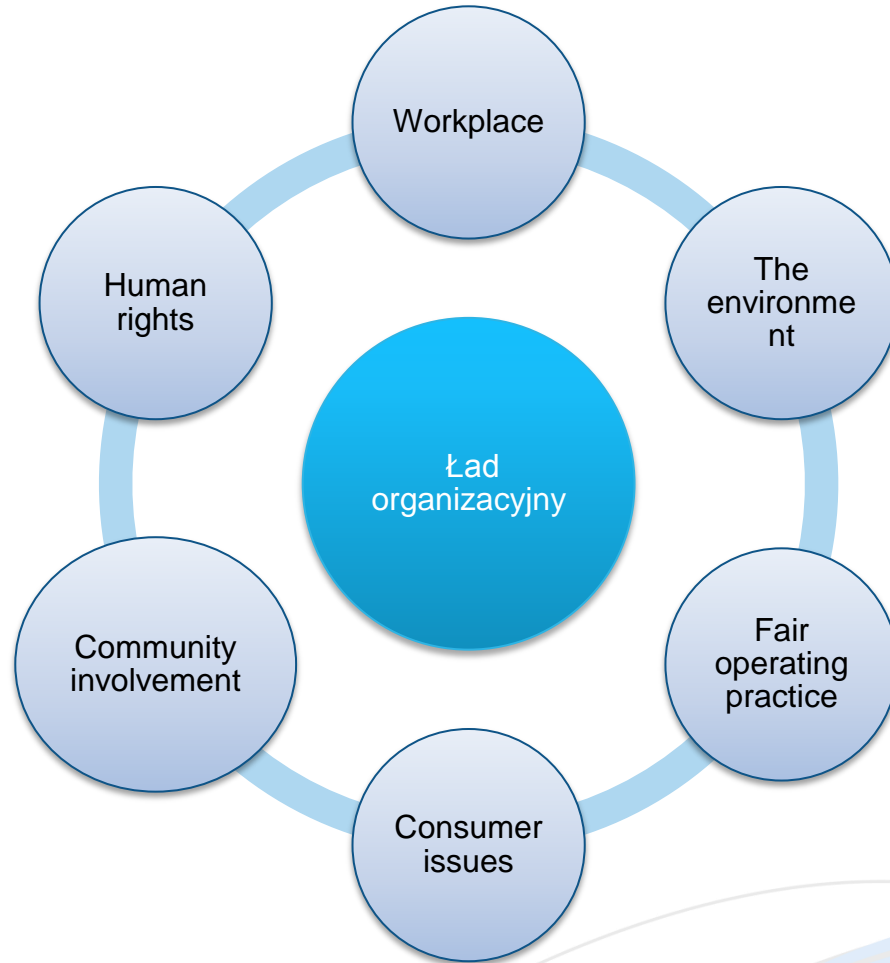 Workplace
Human
rights
The
environme
nt
Ład
organizacyjny
Community
involvement
Fair
operating
practice
Consumer
issues